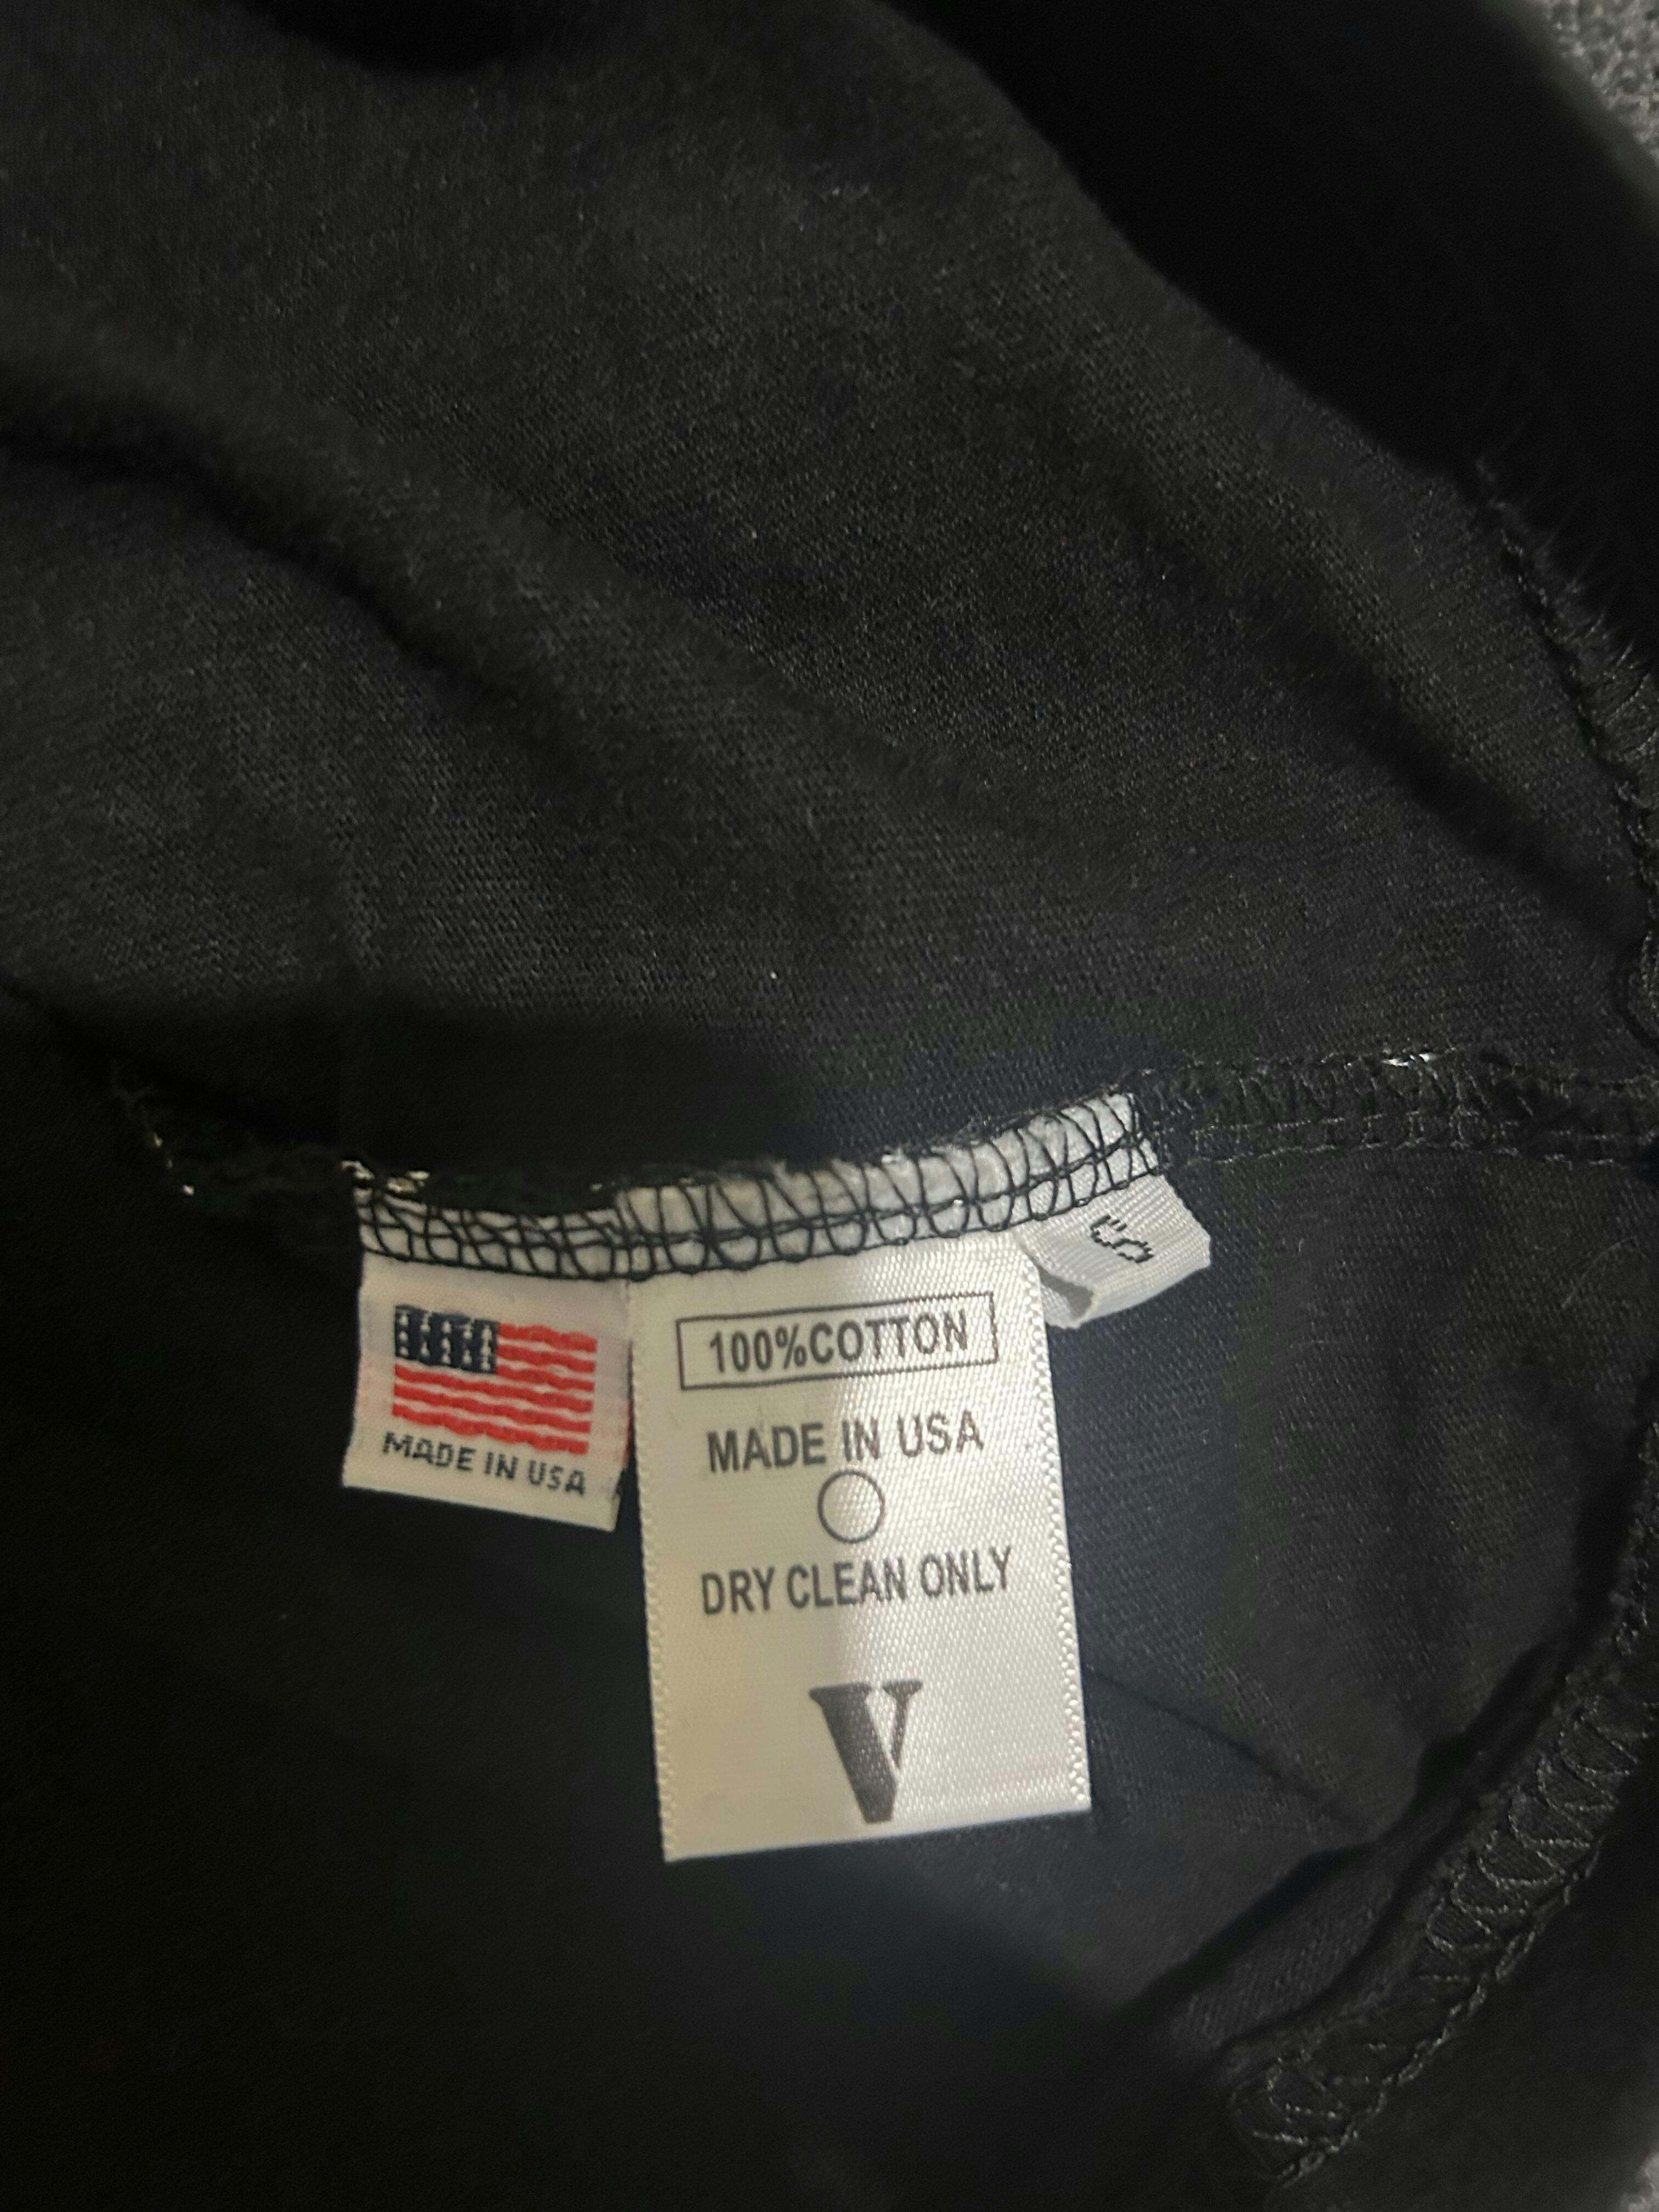 MADE IN USA
100%COTTON
MADE IN USA
DRY CLEAN ONLY
V
S